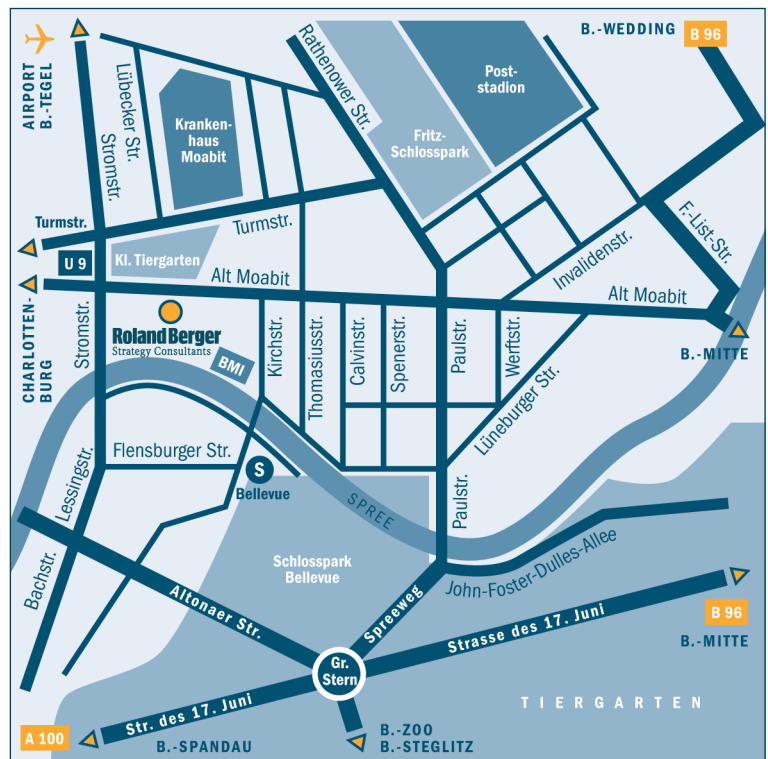 B.-WEDDING
B 96
AIRPORT
B.-TEGEL
Lübecker Str.
Stromstr.
Kranken-
haus
Moabit
Rathenower Str.
Post-
stadion
Fritz-
Schlosspark
Turmstr.
Turmstr.
U 9
Kl. Tiergarten
Alt Moabit
Invalidenstr.
F.-List-Str.
Alt Moabit
B.-MITTE
CHARLOTTEN-
BURG
Stromstr.
Roland Berger
Strategy Consultants
BMI
Kirchstr.
Thomasiusstr.
Calvinstr.
Spenerstr.
Paulstr.
Werftstr.
Lüneburger Str.
Flensburger Str.
S
Bellevue
Lessingstr.
SPREE
Paulstr.
Bachstr.
Schlosspark
Bellevue
Altonaer Str.
Spreeweg
John-Foster-Dulles-Allee
Strasse des 17. Juni
B 96
B.-MITTE
Gr.
Stern
TIERGARTEN
Str. des 17. Juni
A 100
B.-SPANDAU
B.-ZOO
B.-STEGLITZ